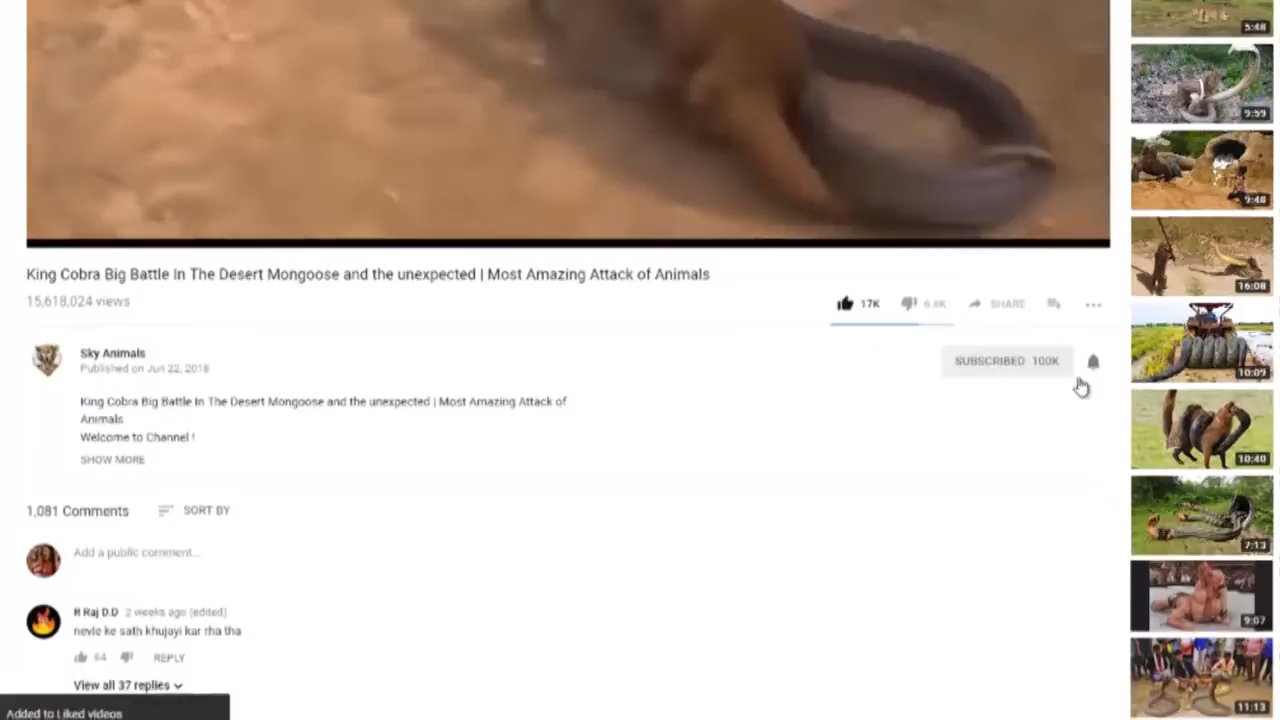 5:48
9:59
9:48
16:08
10:09
10:40
7:13
9:07
11:13
King Cobra Big Battle In The Desert Mongoose and the unexpected | Most Amazing Attack of Animals
15,618,024 views
17K
6.6K
SHARE
Sky Animals
Published on Jun 22, 2018
SUBSCRIBED 100K
King Cobra Big Battle In The Desert Mongoose and the unexpected | Most Amazing Attack of
Animals
Welcome to Channel !
SHOW MORE
1,081 Comments
SORT BY
Add a public comment...
R Raj D.D 2 weeks ago (edited)
nevle ke sath khujayi kar rha tha
64
REPLY
View all 37 replies
Added to Liked videos